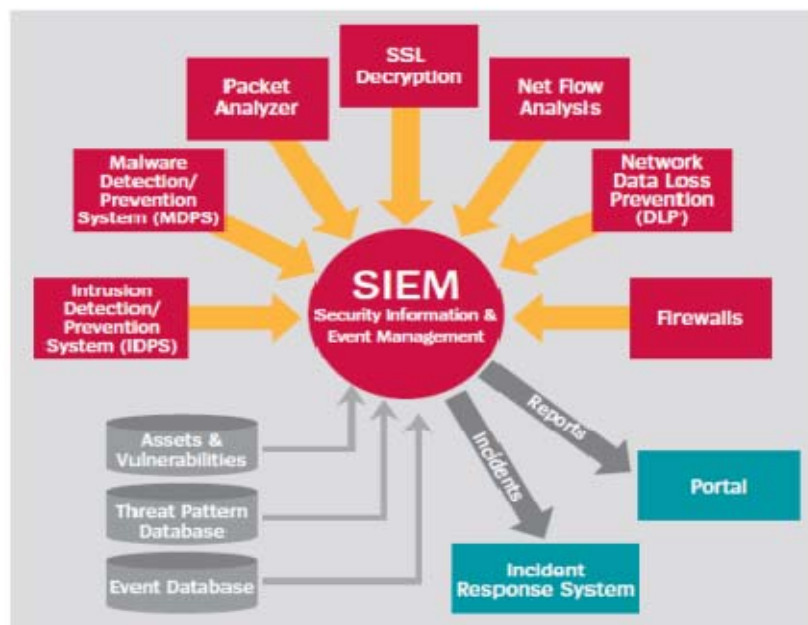 SSL
Decryption
Packet
Analyzer
Net Flow
Analysis
Malware
Detection/
Prevention
System (MDPS)
Network
Data Loss
Prevention
(DLP)
Intrusion
Detection/
Prevention
System (IDPS)
SIEM
Security Information &
Event Management
Firewalls
Assets &
Vulnerabilities
Threat Pattern
Database
Event Database
Incidents
Reports
Portal
Incident
Response System